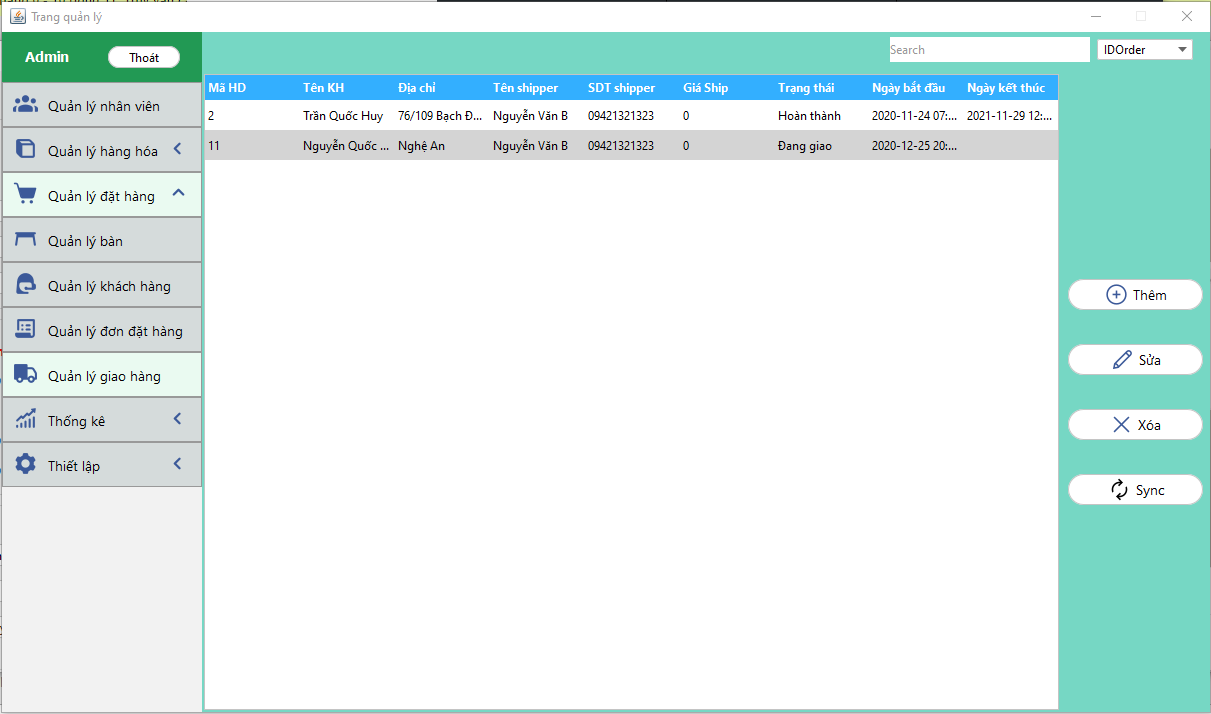 Trang quản lý
Admin
Thoát
Quản lý nhân viên
Quản lý hàng hóa
Quản lý đặt hàng
Quản lý bàn
Quản lý khách hàng
Quản lý đơn đặt hàng
Quản lý giao hàng
Thống kê
Thiết lập
Search
IDOrder
Mã HD Tên KH Địa chỉ Tên shipper SDT shipper Giá Ship Trạng thái Ngày bắt đầu Ngày kết thúc
2 Trần Quốc Huy 76/109 Bạch Đ... Nguyễn Văn B 09421321323 0 Hoàn thành 2020-11-24 07:... 2021-11-29 12:...
11 Nguyễn Quốc ... Nghệ An Nguyễn Văn B 09421321323 0 Đang giao 2020-12-25 20:...
Thêm
Sửa
Xóa
Sync